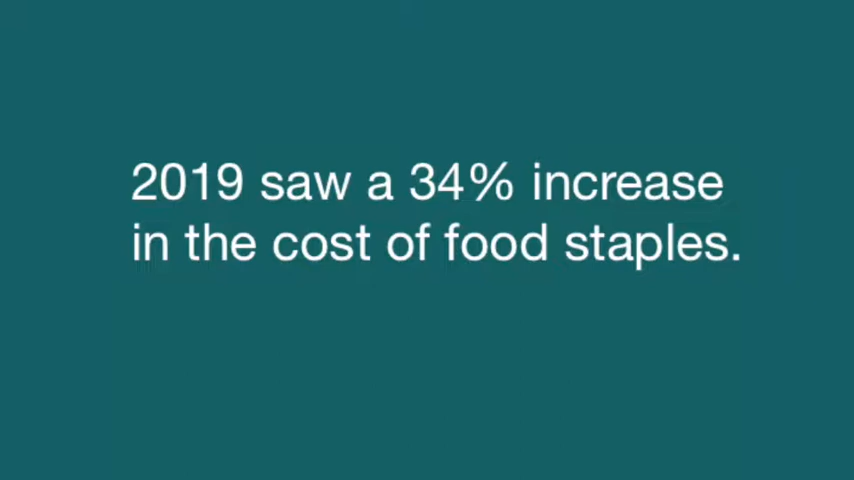 2019 saw a 34% increase
in the cost of food staples.